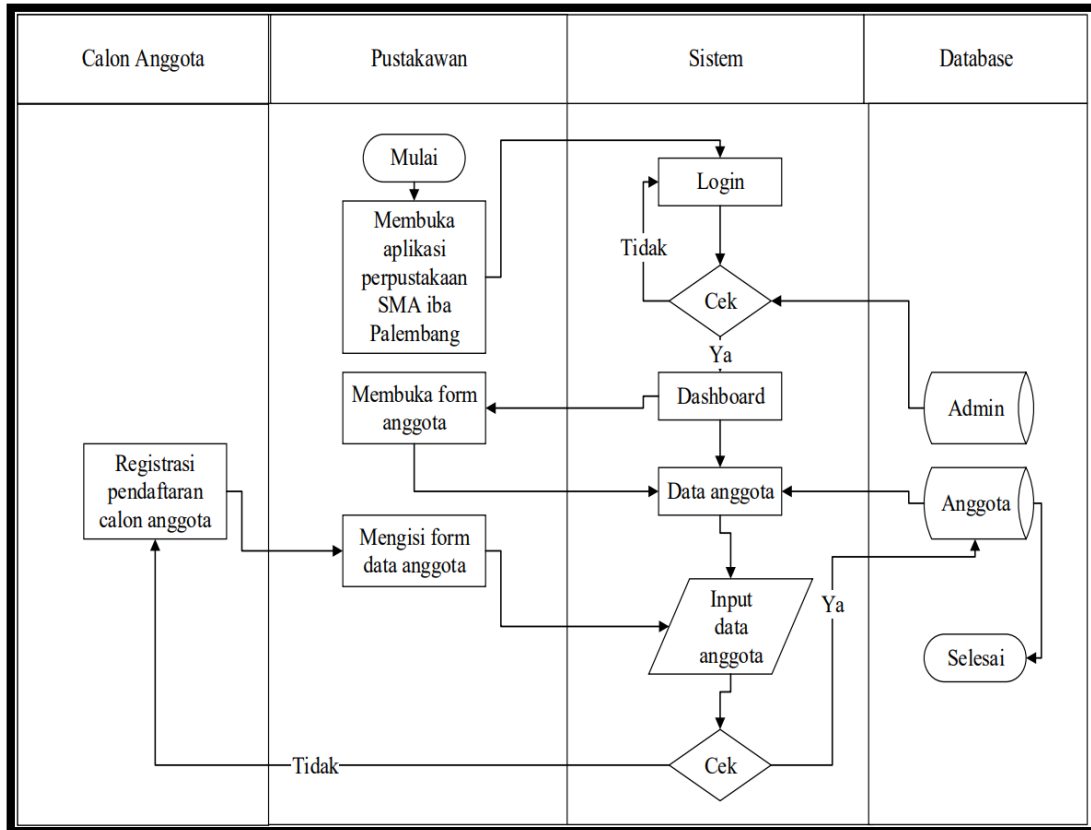 Calon Anggota
Pustakawan
Sistem
Database
Mulai
Membuka
aplikasi
perpustakaan
SMA iba
Palembang
Login
Tidak
Cek
Ya
Membuka form
anggota
Dashboard
Admin
Registrasi
pendaftaran
calon anggota
Data anggota
Anggota
Mengisi form
data anggota
Input
data
anggota
Ya
Selesai
Tidak
Cek